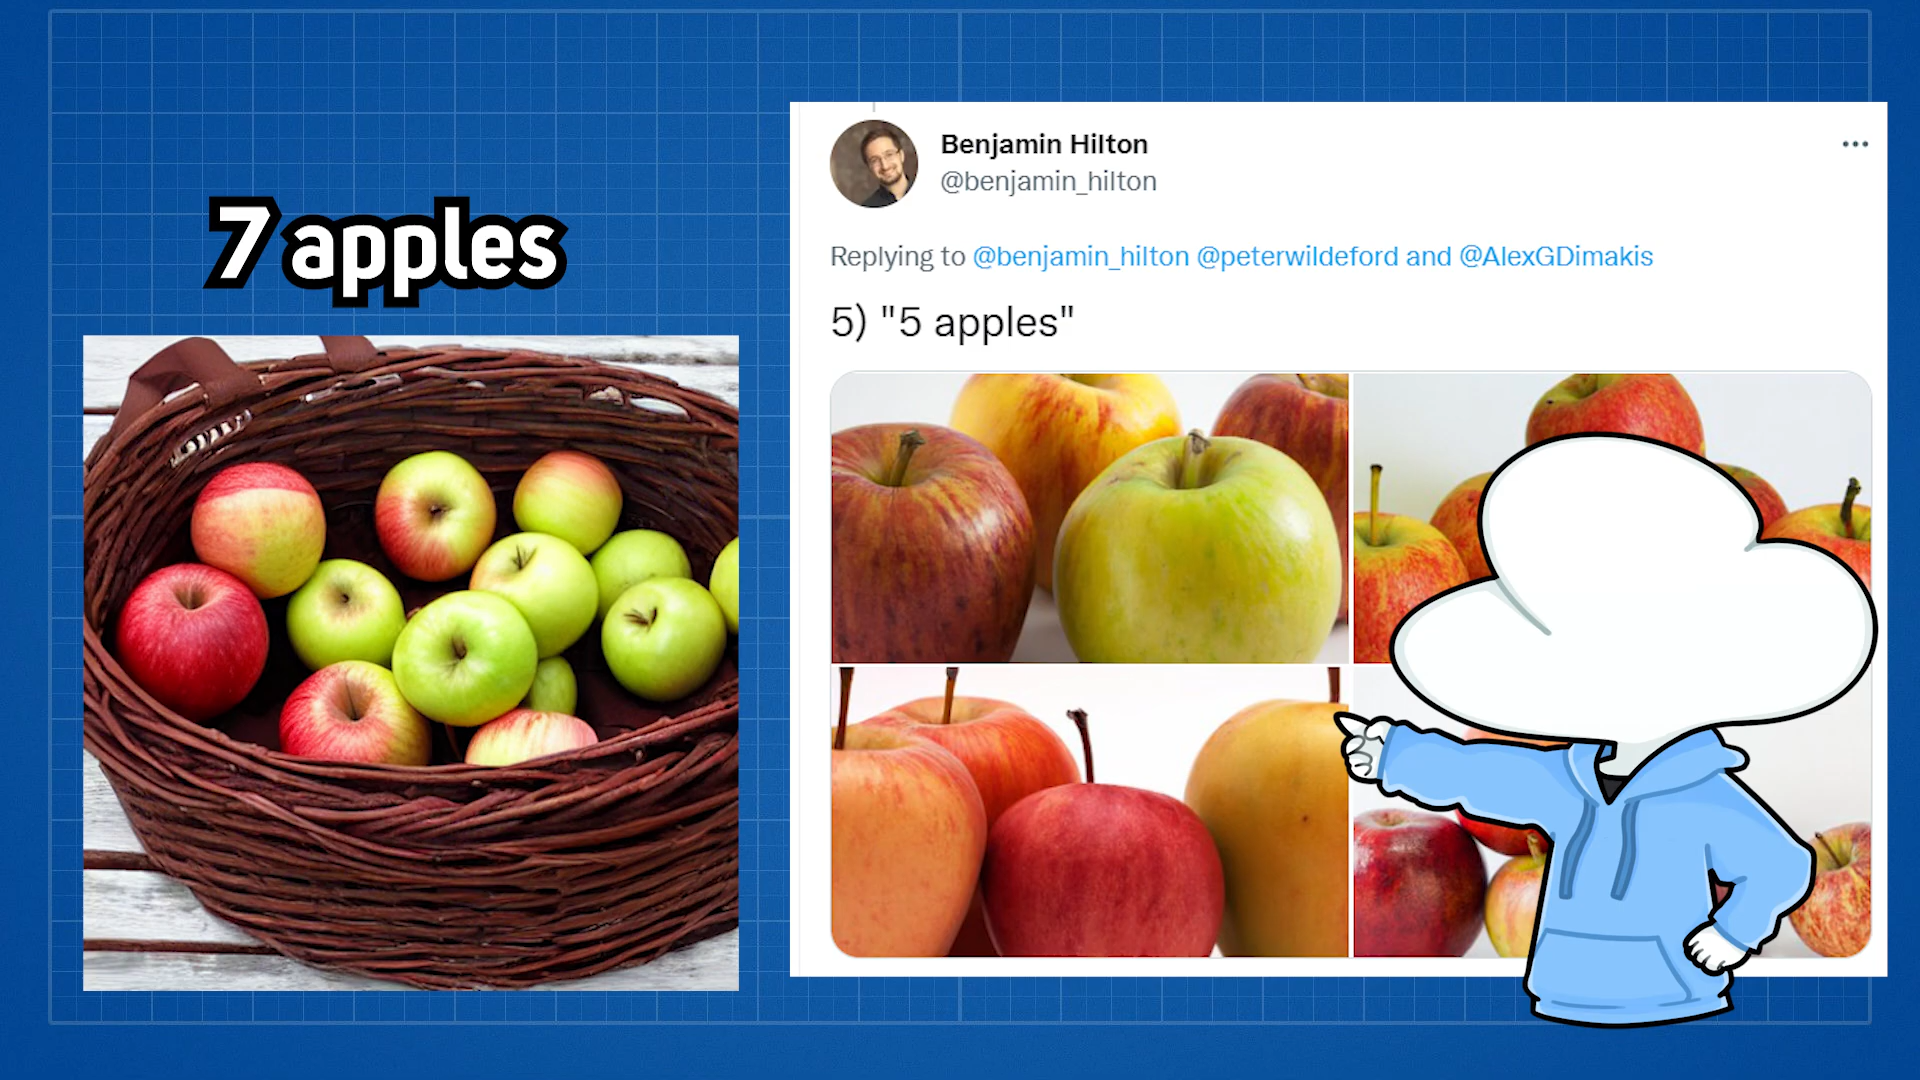 7 apples
Benjamin Hilton
@benjamin_hilton
Replying to @benjamin_hilton @peterwildeford and @AlexGDimakis
5) "5 apples"